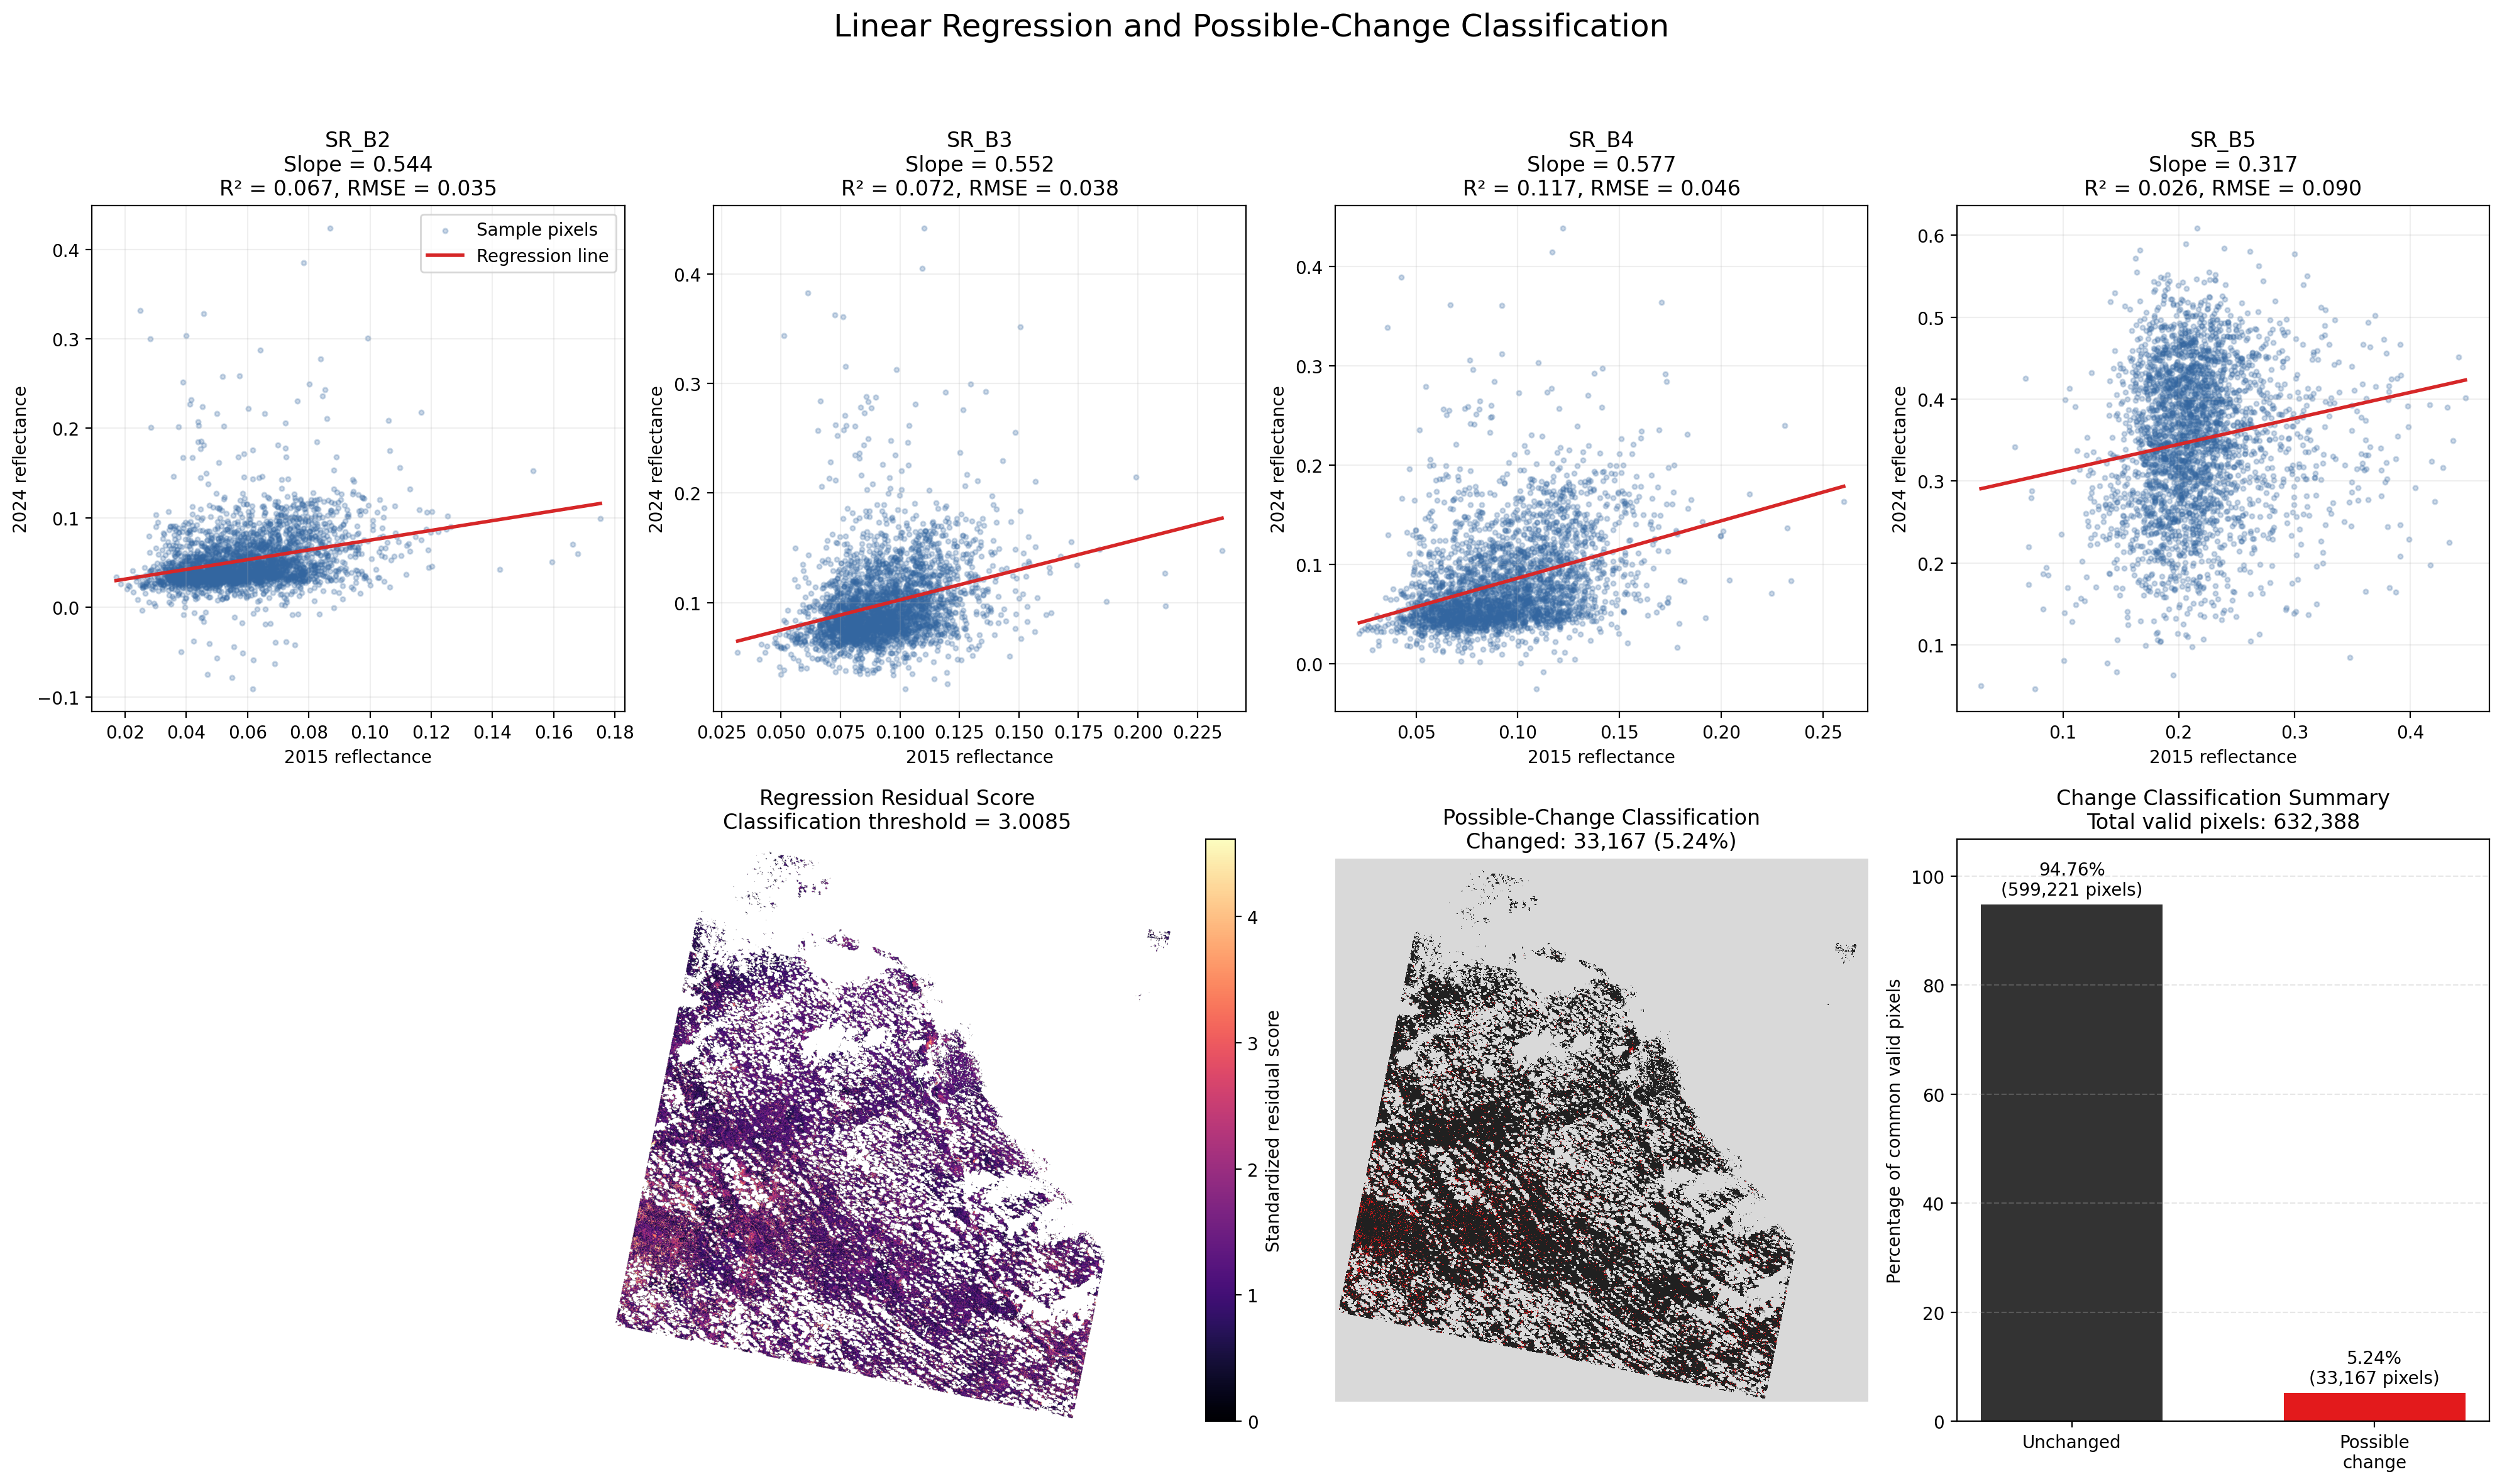 Linear Regression and Possible-Change Classification
SR_B2
Slope = 0.544
R² = 0.067, RMSE = 0.035
0.4
0.3
0.2
0.1
0.0
−0.1
2024 reflectance
Sample pixels
Regression line
0.02 0.04 0.06 0.08 0.10 0.12 0.14 0.16 0.18
2015 reflectance
SR_B3
Slope = 0.552
R² = 0.072, RMSE = 0.038
0.4
0.3
0.2
0.1
2024 reflectance
0.025 0.050 0.075 0.100 0.125 0.150 0.175 0.200 0.225
2015 reflectance
SR_B4
Slope = 0.577
R² = 0.117, RMSE = 0.046
0.4
0.3
0.2
0.1
0.0
2024 reflectance
0.05 0.10 0.15 0.20 0.25
2015 reflectance
SR_B5
Slope = 0.317
R² = 0.026, RMSE = 0.090
0.6
0.5
0.4
0.3
0.2
0.1
2024 reflectance
0.1 0.2 0.3 0.4
2015 reflectance
Regression Residual Score
Classification threshold = 3.0085
4
3
2
1
0
Standardized residual score
Possible-Change Classification
Changed: 33,167 (5.24%)
Change Classification Summary
Total valid pixels: 632,388
100
80
60
40
20
0
Percentage of common valid pixels
94.76%
(599,221 pixels)
5.24%
(33,167 pixels)
Unchanged
Possible
change